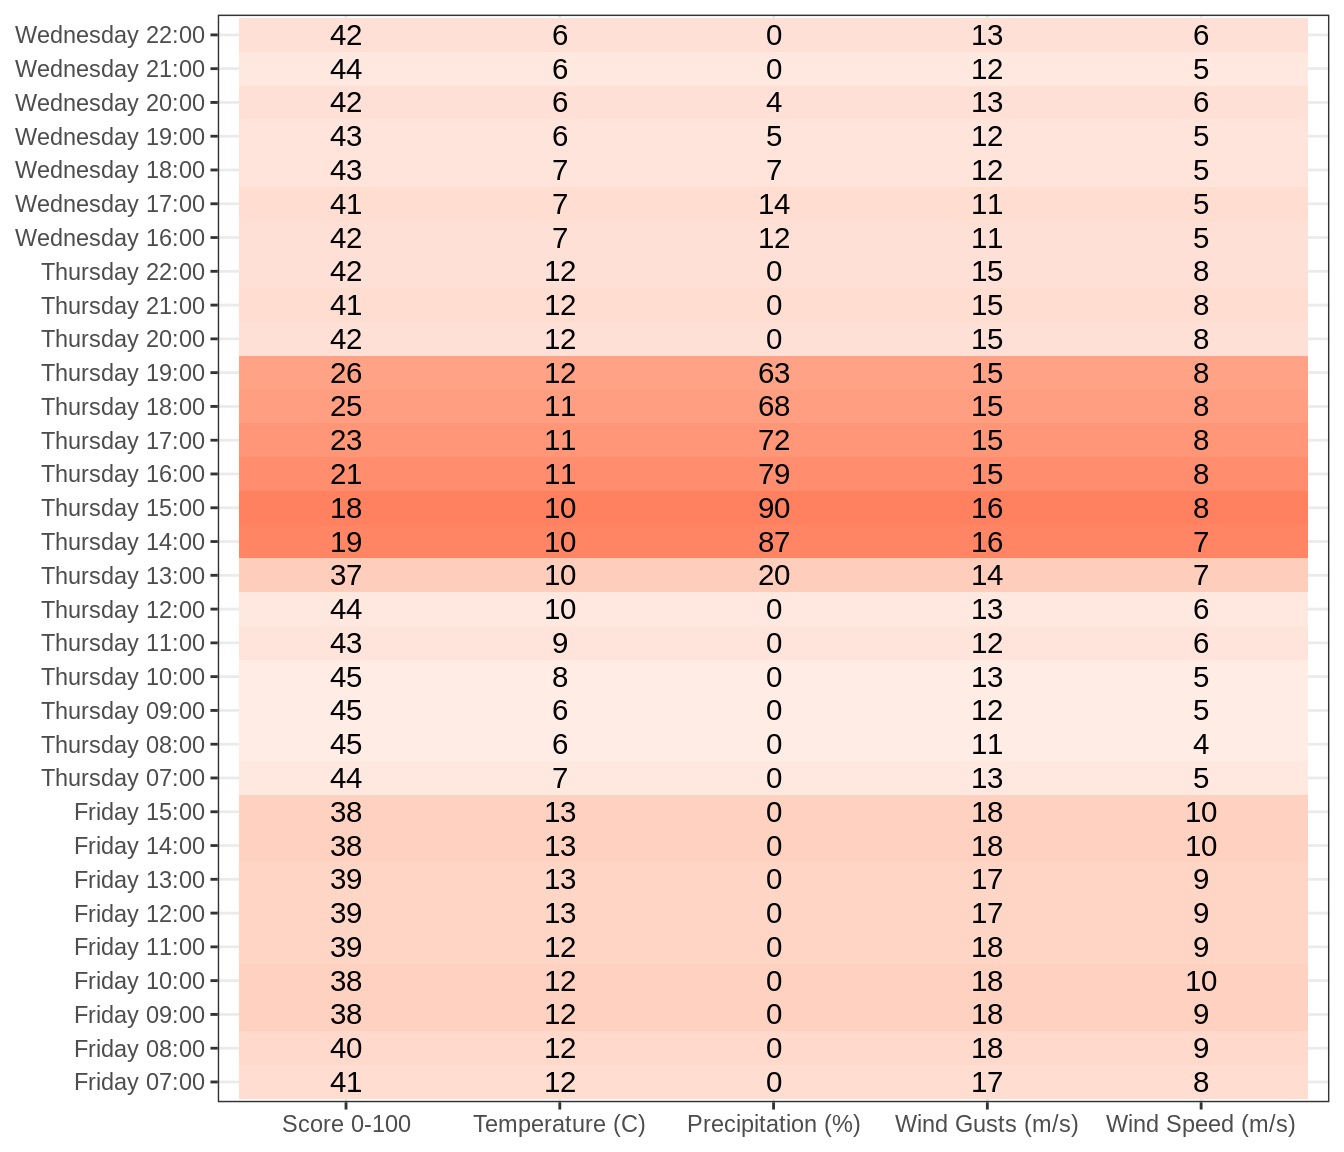 Wednesday 22:00 42 6 0 13 6
Wednesday 21:00 44 6 0 12 5
Wednesday 20:00 42 6 4 13 6
Wednesday 19:00 43 6 5 12 5
Wednesday 18:00 43 7 7 12 5
Wednesday 17:00 41 7 14 11 5
Wednesday 16:00 42 7 12 11 5
Thursday 22:00 42 12 0 15 8
Thursday 21:00 41 12 0 15 8
Thursday 20:00 42 12 0 15 8
Thursday 19:00 26 12 63 15 8
Thursday 18:00 25 11 68 15 8
Thursday 17:00 23 11 72 15 8
Thursday 16:00 21 11 79 15 8
Thursday 15:00 18 10 90 16 8
Thursday 14:00 19 10 87 16 7
Thursday 13:00 37 10 20 14 7
Thursday 12:00 44 10 0 13 6
Thursday 11:00 43 9 0 12 6
Thursday 10:00 45 8 0 13 5
Thursday 09:00 45 6 0 12 5
Thursday 08:00 45 6 0 11 4
Thursday 07:00 44 7 0 13 5
Friday 15:00 38 13 0 18 10
Friday 14:00 38 13 0 18 10
Friday 13:00 39 13 0 17 9
Friday 12:00 39 13 0 17 9
Friday 11:00 39 12 0 18 9
Friday 10:00 38 12 0 18 10
Friday 09:00 38 12 0 18 9
Friday 08:00 40 12 0 18 9
Friday 07:00 41 12 0 17 8
Score 0-100 Temperature (C) Precipitation (%) Wind Gusts (m/s) Wind Speed (m/s)